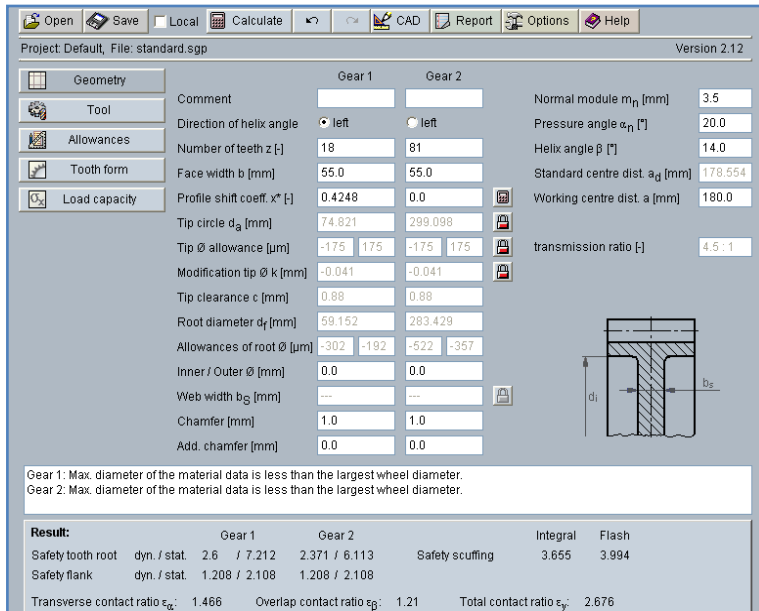 Open Save Local Calculate CAD Report Options Help
Project: Default, File: standard.sgp Version 2.12
Geometry
Tool
Allowances
Tooth form
Load capacity
Gear 1 Gear 2
Comment
Direction of helix angle left left
Number of teeth z [-] 18 81
Face width b [mm] 55.0 55.0
Profile shift coeff. x* [-] 0.4248 0.0
Tip circle da [mm] 74.821 299.098
Tip Ø allowance [µm] -175 175 -175 175
Modification tip Ø k [mm] -0.041 -0.041
Tip clearance c [mm] 0.88 0.88
Root diameter df [mm] 59.152 283.429
Allowances of root Ø [µm] -302 -192 -522 -357
Inner / Outer Ø [mm] 0.0 0.0
Web width bS [mm] --- ---
Chamfer [mm] 1.0 1.0
Add. chamfer [mm] 0.0 0.0
Normal module mn [mm] 3.5
Pressure angle αn [°] 20.0
Helix angle β [°] 14.0
Standard centre dist. ad [mm] 178.554
Working centre dist. a [mm] 180.0
transmission ratio [-] 4.5 : 1
di bs
Gear 1: Max. diameter of the material data is less than the largest wheel diameter.
Gear 2: Max. diameter of the material data is less than the largest wheel diameter.
Result: Gear 1 Gear 2 Integral Flash
Safety tooth root dyn. / stat. 2.6 / 7.212 2.371 / 6.113 Safety scuffing 3.655 3.994
Safety flank dyn. / stat. 1.208 / 2.108 1.208 / 2.108
Transverse contact ratio εα: 1.466 Overlap contact ratio εβ: 1.21 Total contact ratio εγ: 2.676